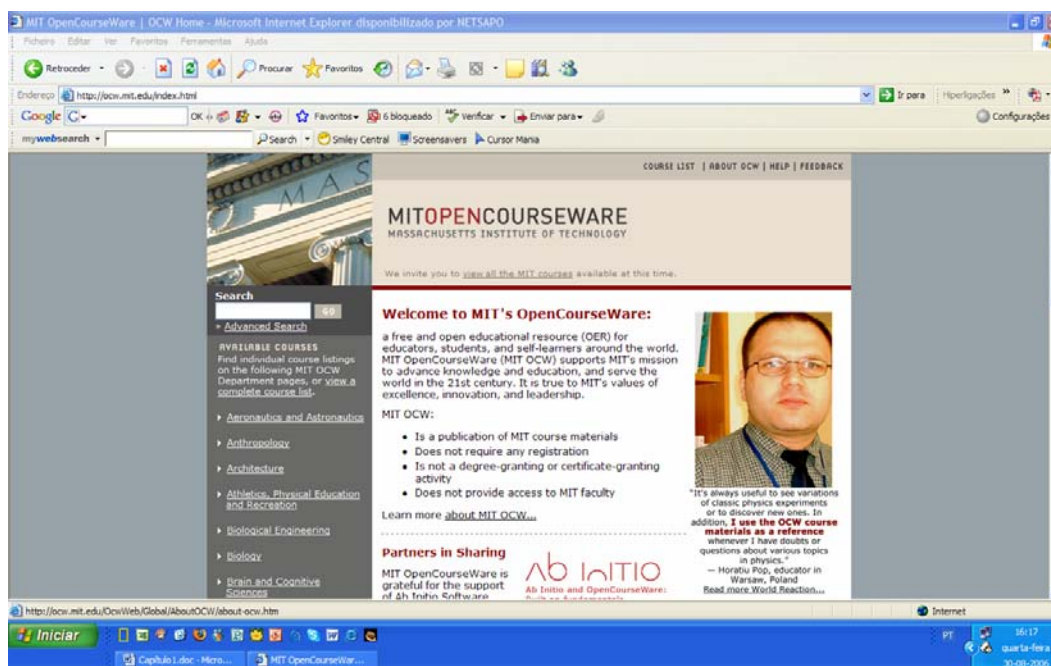 MIT OpenCourseWare | OCW Home - Microsoft Internet Explorer disponibilizado por NETSAPO
Ficheiro Editar Ver Favoritos Ferramentas Ajuda
Retroceder Procurar Favoritos
Endereço http://ocw.mit.edu/index.html Ir para Hiperligações »
Google G OK Favoritos 6 bloqueado Verificar Enviar para Configurações
mywebsearch Search Smiley Central Screensavers Cursor Mania
MAS
COURSE LIST | ABOUT OCW | HELP | FEEDBACK
MITOPENCOURSEWARE
MASSACHUSETTS INSTITUTE OF TECHNOLOGY
We invite you to view all the MIT courses available at this time.
Search
GO
» Advanced Search
AVAILABLE COURSES
Find individual course listings
on the following MIT OCW
Department pages, or view a
complete course list.
Aeronautics and Astronautics
Anthropology
Architecture
Athletics, Physical Education
and Recreation
Biological Engineering
Biology
Brain and Cognitive
Sciences
Welcome to MIT's OpenCourseWare:
a free and open educational resource (OER) for
educators, students, and self-learners around the world.
MIT OpenCourseWare (MIT OCW) supports MIT's mission
to advance knowledge and education, and serve the
world in the 21st century. It is true to MIT's values of
excellence, innovation, and leadership.
MIT OCW:
• Is a publication of MIT course materials
• Does not require any registration
• Is not a degree-granting or certificate-granting
activity
• Does not provide access to MIT faculty
Learn more about MIT OCW...
Partners in Sharing
MIT OpenCourseWare is
grateful for the support
of Ab Initio Software
Ab Initio
Ab Initio and OpenCourseWare:
Built on fundamentals
"It's always useful to see variations
of classic physics experiments
or to discover new ones. In
addition, I use the OCW course
materials as a reference
whenever I have doubts or
questions about various topics
in physics."
— Horatiu Pop, educator in
Warsaw, Poland
Read more World Reaction...
http://ocw.mit.edu/OcwWeb/Global/AboutOCW/about-ocw.htm Internet
Iniciar PT 16:17
Capítulo1.doc - Micro... MIT OpenCourseWar... quarta-feira
30-08-2006